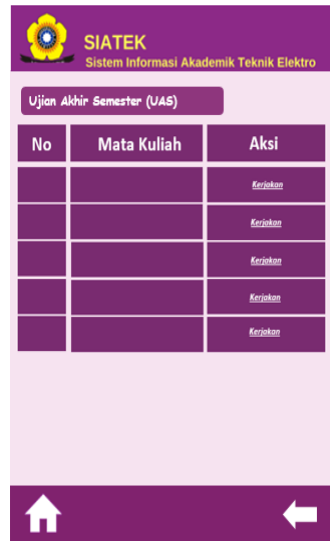 SIATEK
Sistem Informasi Akademik Teknik Elektro
Ujian Akhir Semester (UAS)
No Mata Kuliah Aksi
Kerjakan
Kerjakan
Kerjakan
Kerjakan
Kerjakan